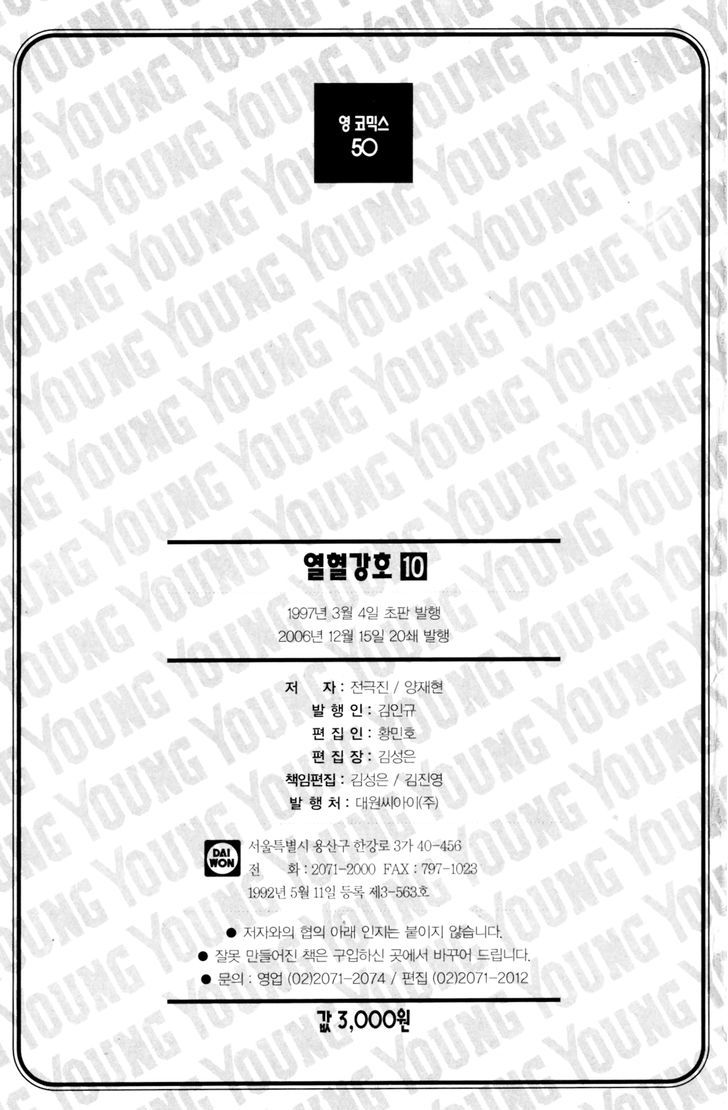 영 코믹스
50
열혈강호 10
1997년 3월 4일 초판 발행
2006년 12월 15일 20쇄 발행
저 자 : 전극진 / 양재현
발 행 인 : 김인규
편 집 인 : 황민호
편 집 장 : 김성은
책임편집 : 김성은 / 김진영
발 행 처 : 대원씨아이(주)
DAI
WON
서울특별시 용산구 한강로 3가 40-456
전 화 : 2071-2000 FAX : 797-1023
1992년 5월 11일 등록 제3-563호
● 저자와의 협의 아래 인지는 붙이지 않습니다.
● 잘못 만들어진 책은 구입하신 곳에서 바꾸어 드립니다.
● 문의 : 영업 (02)2071-2074 / 편집 (02)2071-2012
값 3,000원
YOUNG YOUNG YOUNG YOUNG